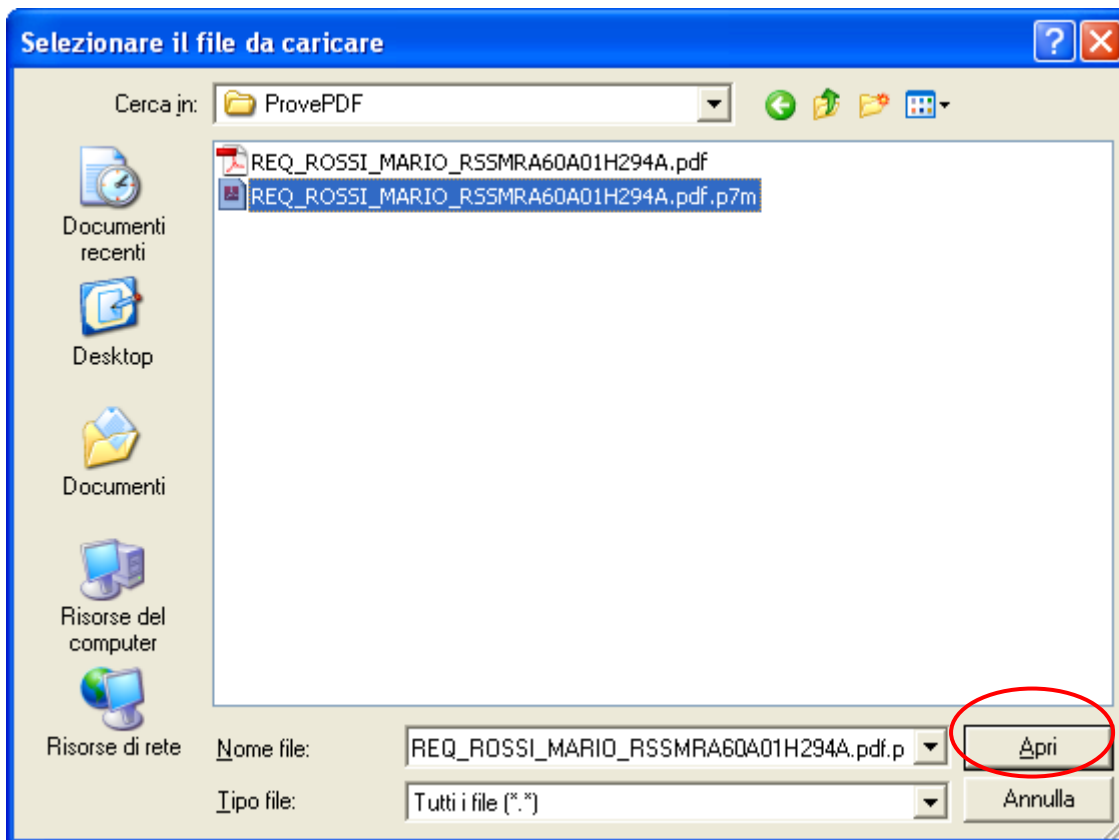 Selezionare il file da caricare
Cerca in: ProvePDF
REQ_ROSSI_MARIO_RSSMRA60A01H294A.pdf
REQ_ROSSI_MARIO_RSSMRA60A01H294A.pdf.p7m
Documenti
recenti
Desktop
Documenti
Risorse del
computer
Risorse di rete
Nome file: REQ_ROSSI_MARIO_RSSMRA60A01H294A.pdf.p
Apri
Tipo file: Tutti i file (*.*)
Annulla